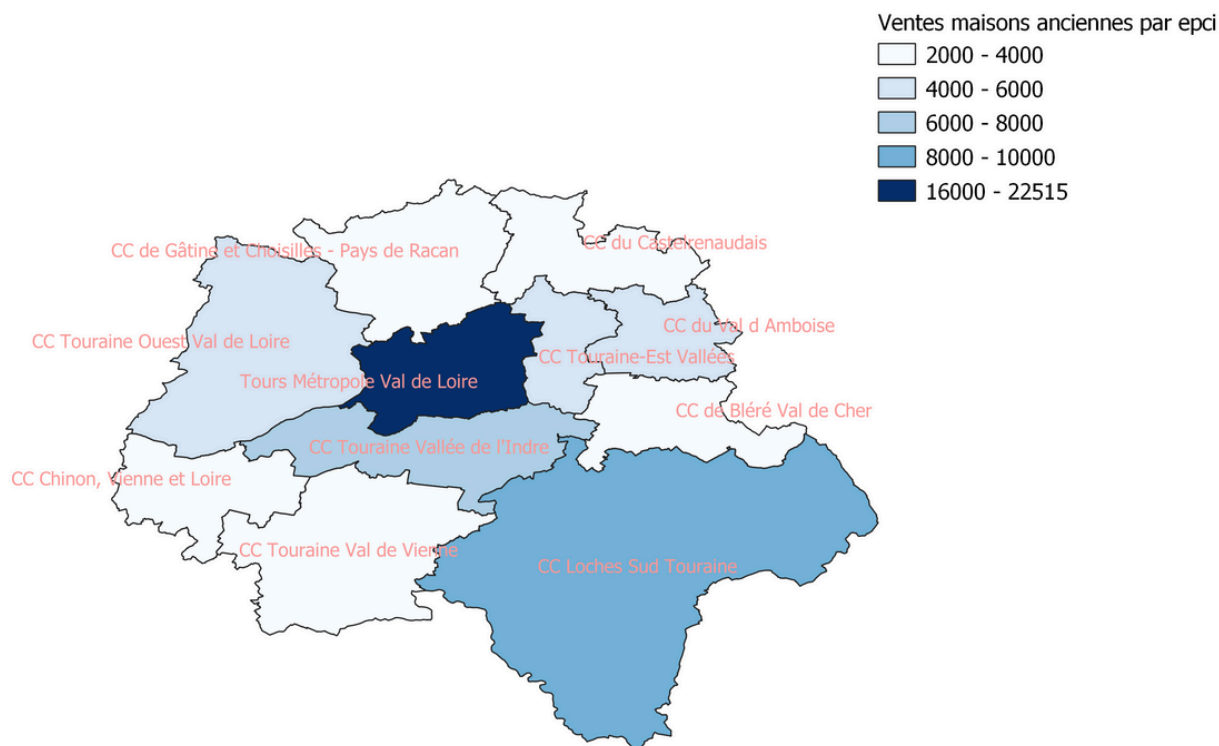 Ventes maisons anciennes par epci
2000 - 4000
4000 - 6000
6000 - 8000
8000 - 10000
16000 - 22515
CC de Gâtine et Choisilles - Pays de Racan
CC du Castelrenaudais
CC Touraine Ouest Val de Loire
CC du Val d Amboise
CC Touraine-Est Vallées
Tours Métropole Val de Loire
CC de Bléré Val de Cher
CC Touraine Vallée de l'Indre
CC Chinon, Vienne et Loire
CC Touraine Val de Vienne
CC Loches Sud Touraine